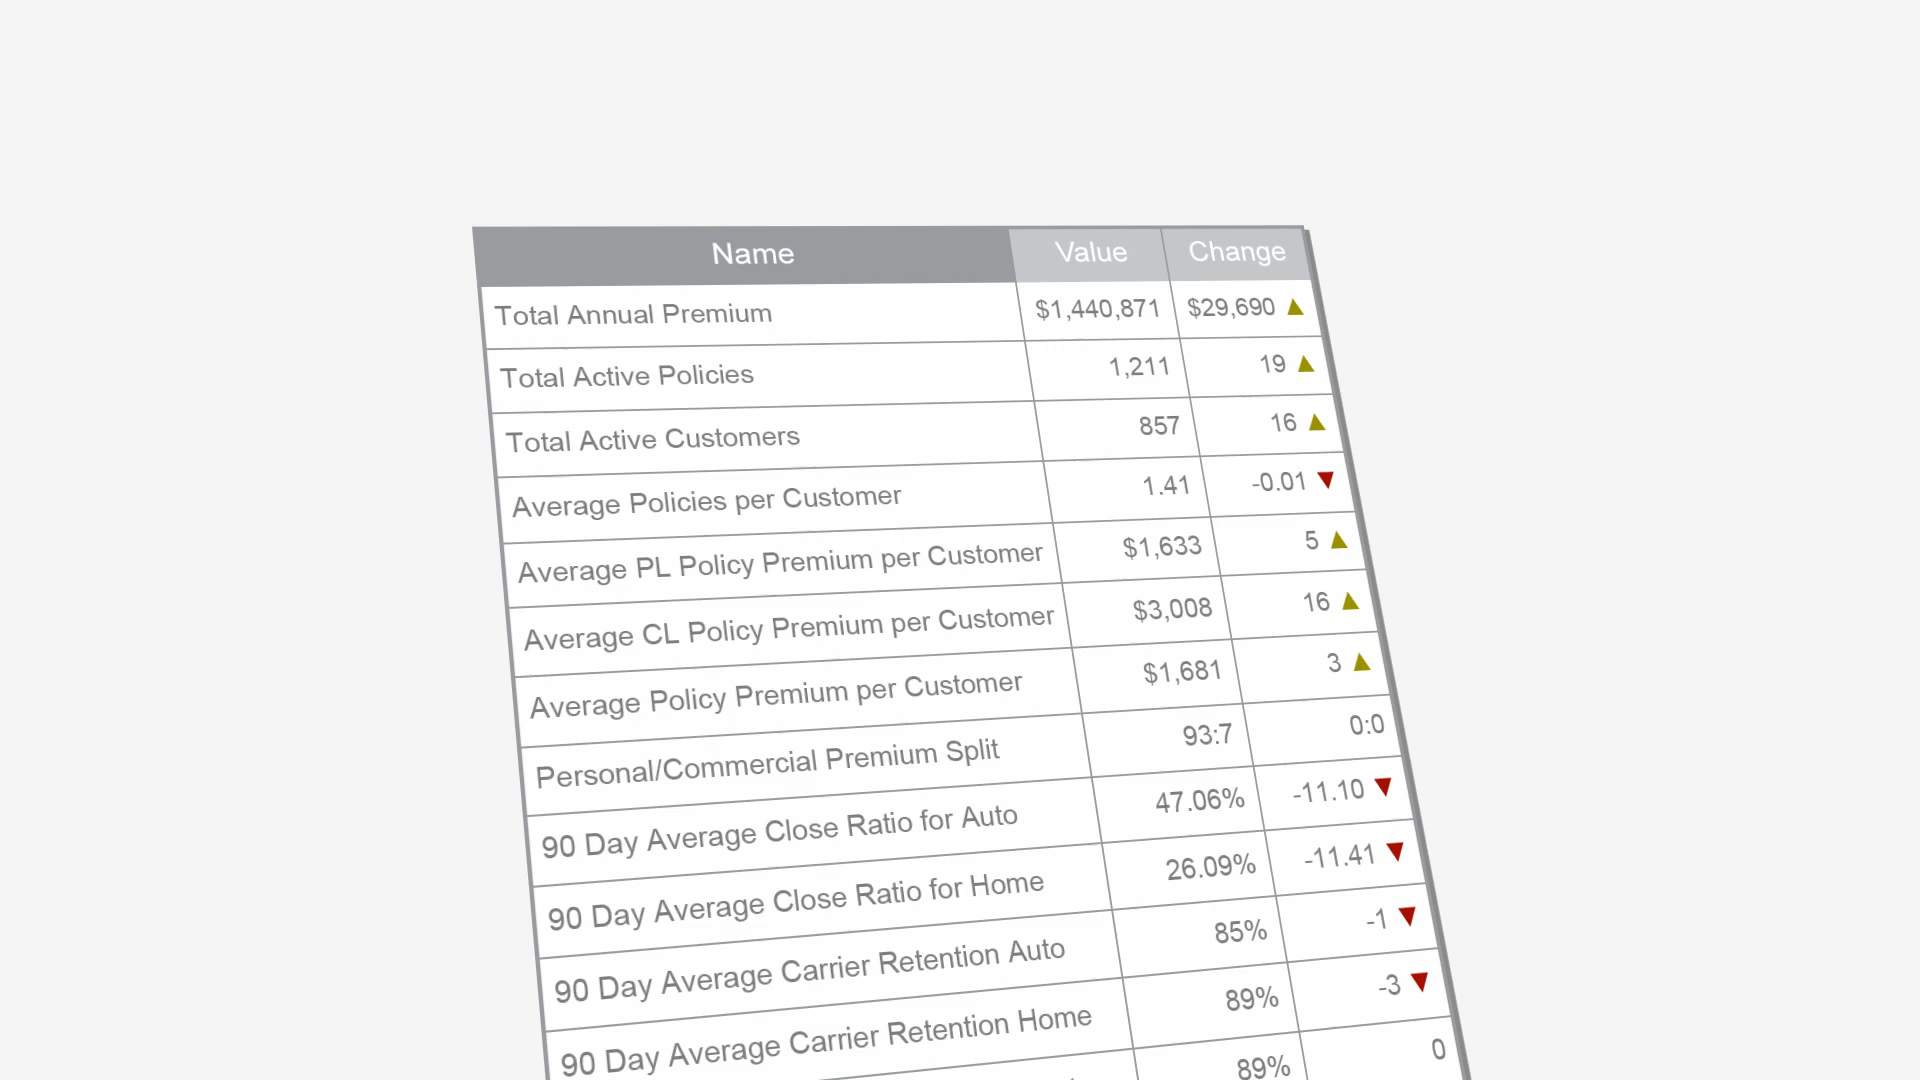 Name Value Change
Total Annual Premium $1,440,871 $29,690 ▲
Total Active Policies 1,211 19 ▲
Total Active Customers 857 16 ▲
Average Policies per Customer 1.41 -0.01 ▼
Average PL Policy Premium per Customer $1,633 5 ▲
Average CL Policy Premium per Customer $3,008 16 ▲
Average Policy Premium per Customer $1,681 3 ▲
Personal/Commercial Premium Split 93:7 0:0
90 Day Average Close Ratio for Auto 47.06% -11.10 ▼
90 Day Average Close Ratio for Home 26.09% -11.41 ▼
90 Day Average Carrier Retention Auto 85% -1 ▼
90 Day Average Carrier Retention Home 89% -3 ▼
89% 0